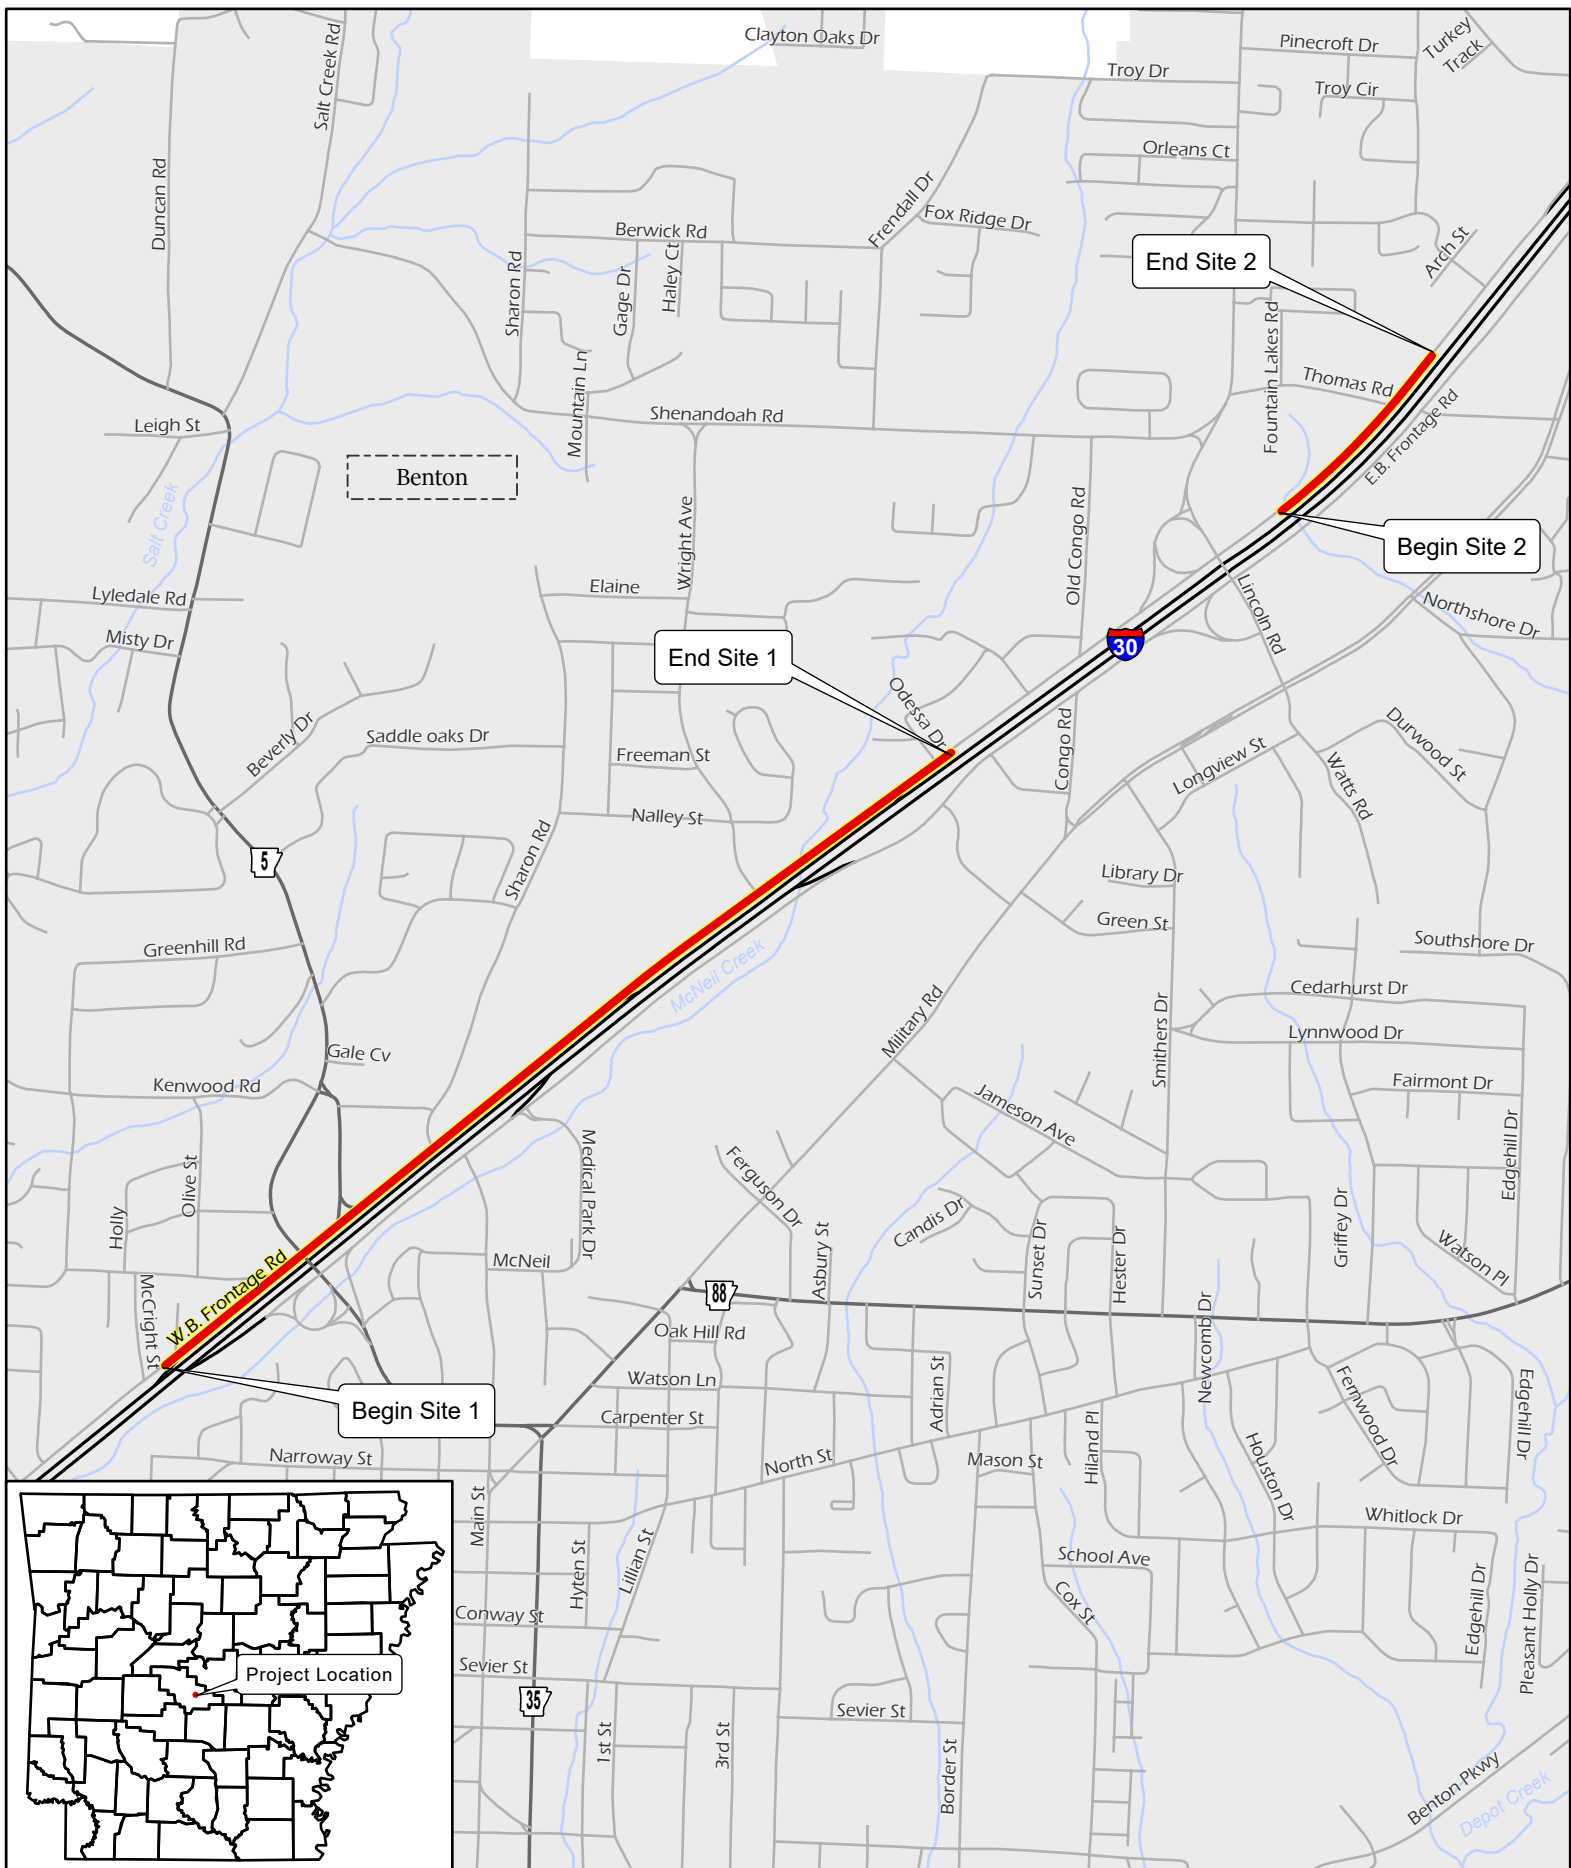 Clayton Oaks Dr
Salt Creek Rd
Pinecroft Dr
Turkey
Track
Troy Dr
Troy Cir
Orleans Ct
Duncan Rd
Frendall Dr
Fox Ridge Dr
Berwick Rd
Sharon Rd
Gage Dr
Haley Ct
Arch St
End Site 2
Fountain Lakes Rd
Thomas Rd
E.B. Frontage Rd
Mountain Ln
Shenandoah Rd
Leigh St
Benton
Salt Creek
Wright Ave
Old Congo Rd
Begin Site 2
Elaine
Lyledale Rd
Misty Dr
Lincoln Rd
Northshore Dr
30
End Site 1
Odessa Dr
Congo Rd
Beverly Dr
Saddle oaks Dr
Freeman St
Longview St
Durwood St
Watts Rd
Nalley St
5
Sharon Rd
Library Dr
Green St
Greenhill Rd
McNeil Creek
Southshore Dr
Cedarhurst Dr
Military Rd
Smithers Dr
Lynnwood Dr
Gale Cv
Kenwood Rd
Fairmont Dr
Jameson Ave
Edgehill Dr
Medical Park Dr
Ferguson Dr
Olive St
Holly
Candis Dr
Griffey Dr
Asbury St
Sunset Dr
Hester Dr
Watson Pl
McNeil
W.B. Frontage Rd
McCright St
88
Oak Hill Rd
Newcomb Dr
Watson Ln
Adrian St
Fernwood Dr
Edgehill Dr
Begin Site 1
Carpenter St
Narroway St
North St
Mason St
Hiland Pl
Houston Dr
Main St
Whitlock Dr
Hyten St
Lillian St
School Ave
Cox St
Edgehill Dr
Pleasant Holly Dr
Conway St
Sevier St
Project Location
35
Sevier St
1st St
3rd St
Border St
Benton Pkwy
Depot Creek